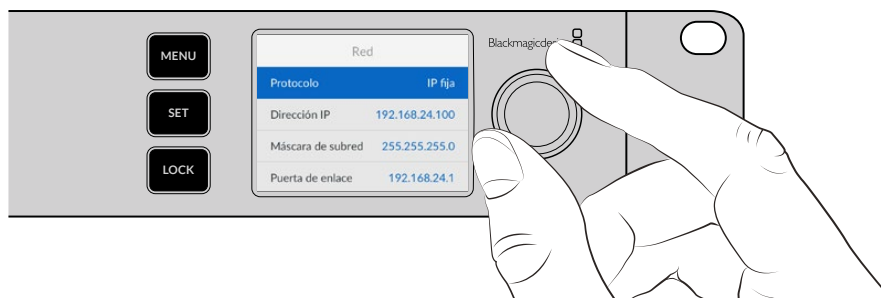 MENU
SET
LOCK
Red
Protocolo IP fija
Dirección IP 192.168.24.100
Máscara de subred 255.255.255.0
Puerta de enlace 192.168.24.1